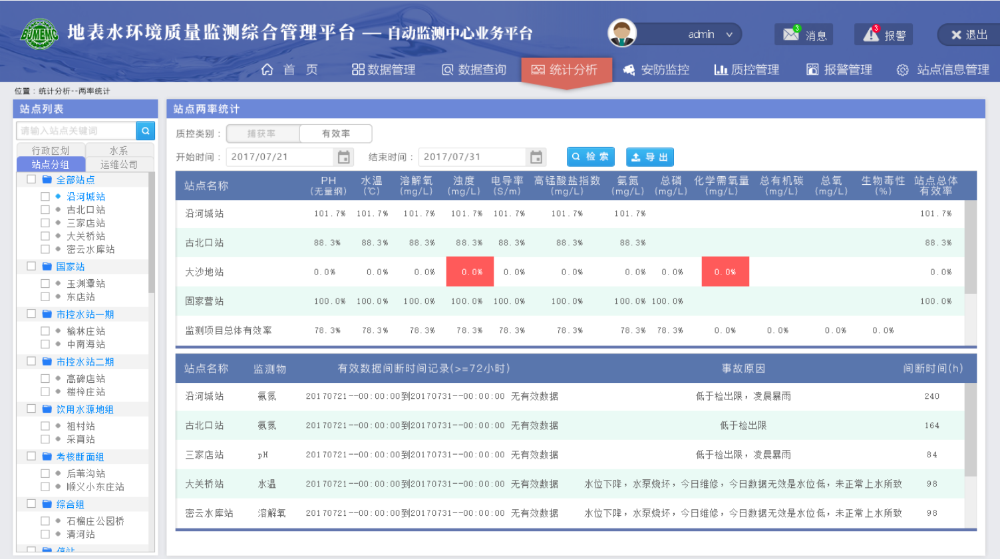 BJMEMC 地表水环境质量监测综合管理平台 — 自动监测中心业务平台
admin
3 消息
3 报警
退出
首 页 数据管理 数据查询 统计分析 安防监控 质控管理 报警管理 站点信息管理
位置：统计分析--两率统计
站点列表
请输入站点关键词
行政区划 水系
站点分组 运维公司
全部站点
沿河城站
古北口站
三家店站
大关桥站
密云水库站
国家站
玉渊潭站
东店站
市控水站一期
榆林庄站
中南海站
市控水站二期
高碑店站
楼梓庄站
饮用水源地组
祖村站
采育站
考核断面组
后苇沟站
顺义小东庄站
综合组
石榴庄公园桥
清河站
站点两率统计
质控类别： 捕获率 有效率
开始时间： 2017/07/21 结束时间： 2017/07/31 检 索 导 出
站点名称 PH 水温 溶解氧 浊度 电导率 高锰酸盐指数 氨氮 总磷 化学需氧量 总有机碳 总氧 生物毒性 站点总体
(无量纲) (℃) (mg/L) (mg/L) (S/m) (mg/L) (mg/L) (mg/L) (mg/L) (mg/L) (mg/L) (%) 有效率
沿河城站 101.7% 101.7% 101.7% 101.7% 101.7% 101.7% 101.7% 101.7%
古北口站 88.3% 88.3% 88.3% 88.3% 88.3% 88.3% 88.3% 88.3%
大沙地站 0.0% 0.0% 0.0% 0.0% 0.0% 0.0% 0.0% 0.0% 0.0% 0.0%
固家营站 100.0% 100.0% 100.0% 100.0% 100.0% 100.0% 100.0% 100.0%
监测项目总体有效率 78.3% 78.3% 78.3% 78.3% 78.3% 78.3% 78.3% 78.3% 0.0% 0.0% 0.0% 0.0%
站点名称 监测物 有效数据间断时间记录(>=72小时) 事故原因 间断时间(h)
沿河城站 氨氮 20170721--00:00:00到20170731--00:00:00 无有效数据 低于检出限，凌晨暴雨 240
古北口站 氨氮 20170721--00:00:00到20170731--00:00:00 无有效数据 低于检出限 164
三家店站 pH 20170721--00:00:00到20170731--00:00:00 无有效数据 低于检出限，凌晨暴雨 84
大关桥站 水温 20170721--00:00:00到20170731--00:00:00 无有效数据 水位下降，水泵烧坏，今日维修，今日数据无效是水位低，未正常上水所致 98
密云水库站 溶解氧 20170721--00:00:00到20170731--00:00:00 无有效数据 水位下降，水泵烧坏，今日维修，今日数据无效是水位低，未正常上水所致 98